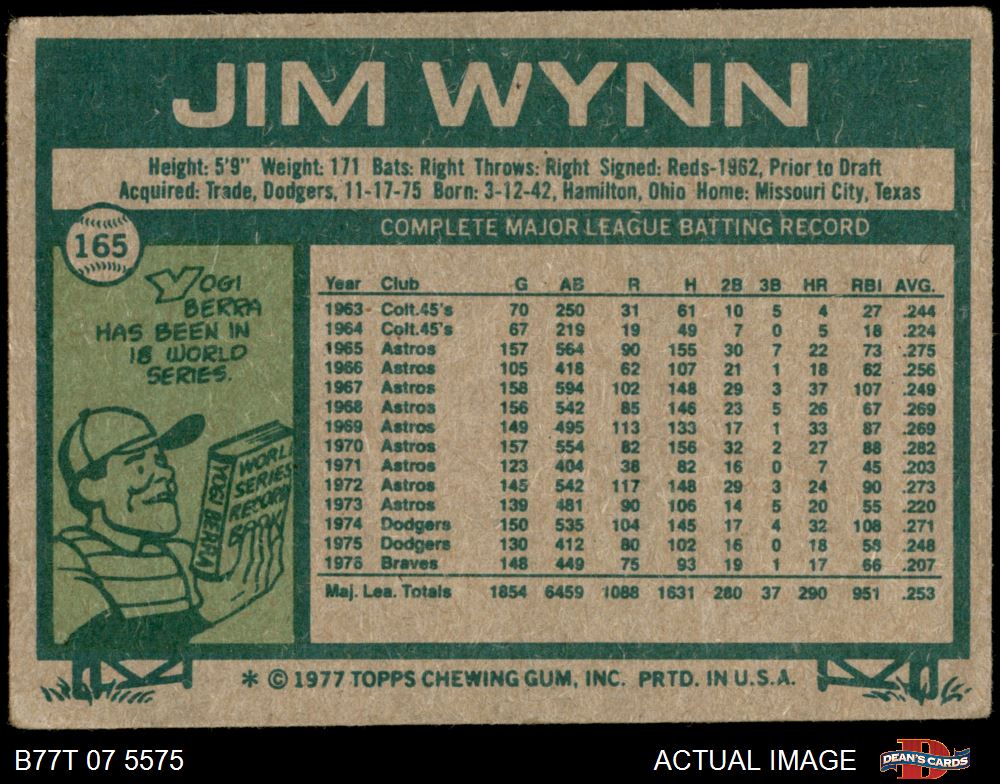 JIM WYNN
Height: 5'9" Weight: 171 Bats: Right Throws: Right Signed: Reds-1962, Prior to Draft
Acquired: Trade, Dodgers, 11-17-75 Born: 3-12-42, Hamilton, Ohio Home: Missouri City, Texas
165
COMPLETE MAJOR LEAGUE BATTING RECORD
YOGI
BERRA
HAS BEEN IN
18 WORLD
SERIES.
WORLD
SERIES
RECORD
BOOK
YOGI BERRA
Year Club G AB R H 2B 3B HR RBI AVG.
1963 Colt.45's 70 250 31 61 10 5 4 27 .244
1964 Colt.45's 67 219 19 49 7 0 5 18 .224
1965 Astros 157 564 90 155 30 7 22 73 .275
1966 Astros 105 418 62 107 21 1 18 62 .256
1967 Astros 158 594 102 148 29 3 37 107 .249
1968 Astros 156 542 85 146 23 5 26 67 .269
1969 Astros 149 495 113 133 17 1 33 87 .269
1970 Astros 157 554 82 156 32 2 27 88 .282
1971 Astros 123 404 38 82 16 0 7 45 .203
1972 Astros 145 542 117 148 29 3 24 90 .273
1973 Astros 139 481 90 106 14 5 20 55 .220
1974 Dodgers 150 535 104 145 17 4 32 108 .271
1975 Dodgers 130 412 80 102 16 0 18 58 .248
1976 Braves 148 449 75 93 19 1 17 66 .207
Maj. Lea. Totals 1854 6459 1088 1631 280 37 290 951 .253
* © 1977 TOPPS CHEWING GUM, INC. PRTD. IN U.S.A.
B77T 07 5575
ACTUAL IMAGE
D
DEAN'S CARDS